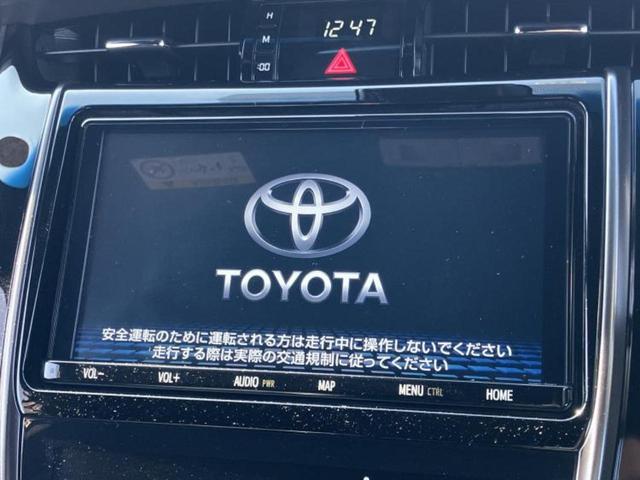 H
12:47
M
:00
TOYOTA
安全運転のために運転される方は走行中に操作しないでください
走行する際は実際の交通規制に従ってください
VOL- VOL+ AUDIO PWR MAP MENU CTRL HOME